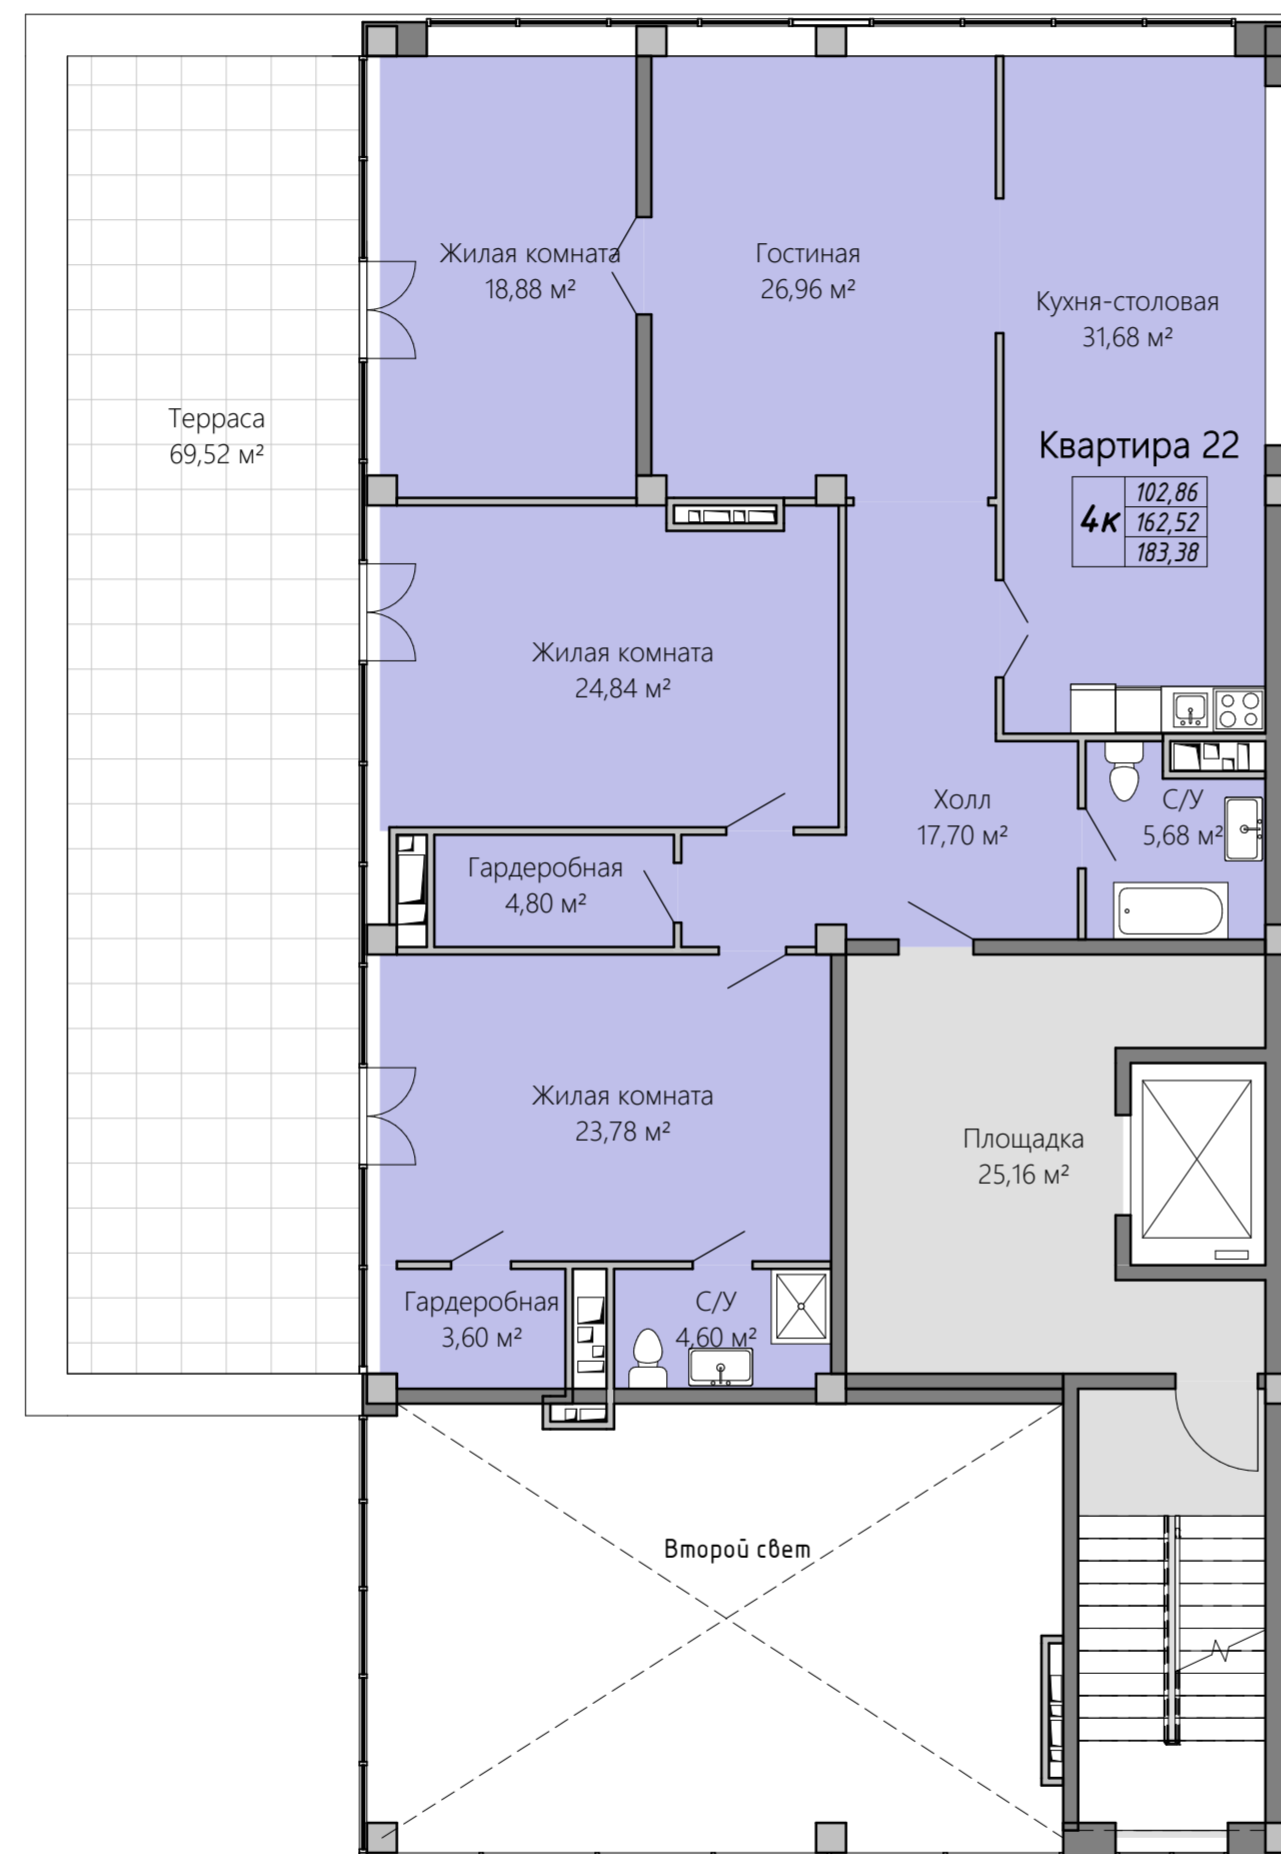 Жилая комната
18,88 м²
Гостиная
26,96 м²
Кухня-столовая
31,68 м²
Терраса
69,52 м²
Квартира 22
4к
102,86
162,52
183,38
Жилая комната
24,84 м²
Холл
17,70 м²
С/У
5,68 м²
Гардеробная
4,80 м²
Жилая комната
23,78 м²
Площадка
25,16 м²
Гардеробная
3,60 м²
С/У
4,60 м²
Второй свет